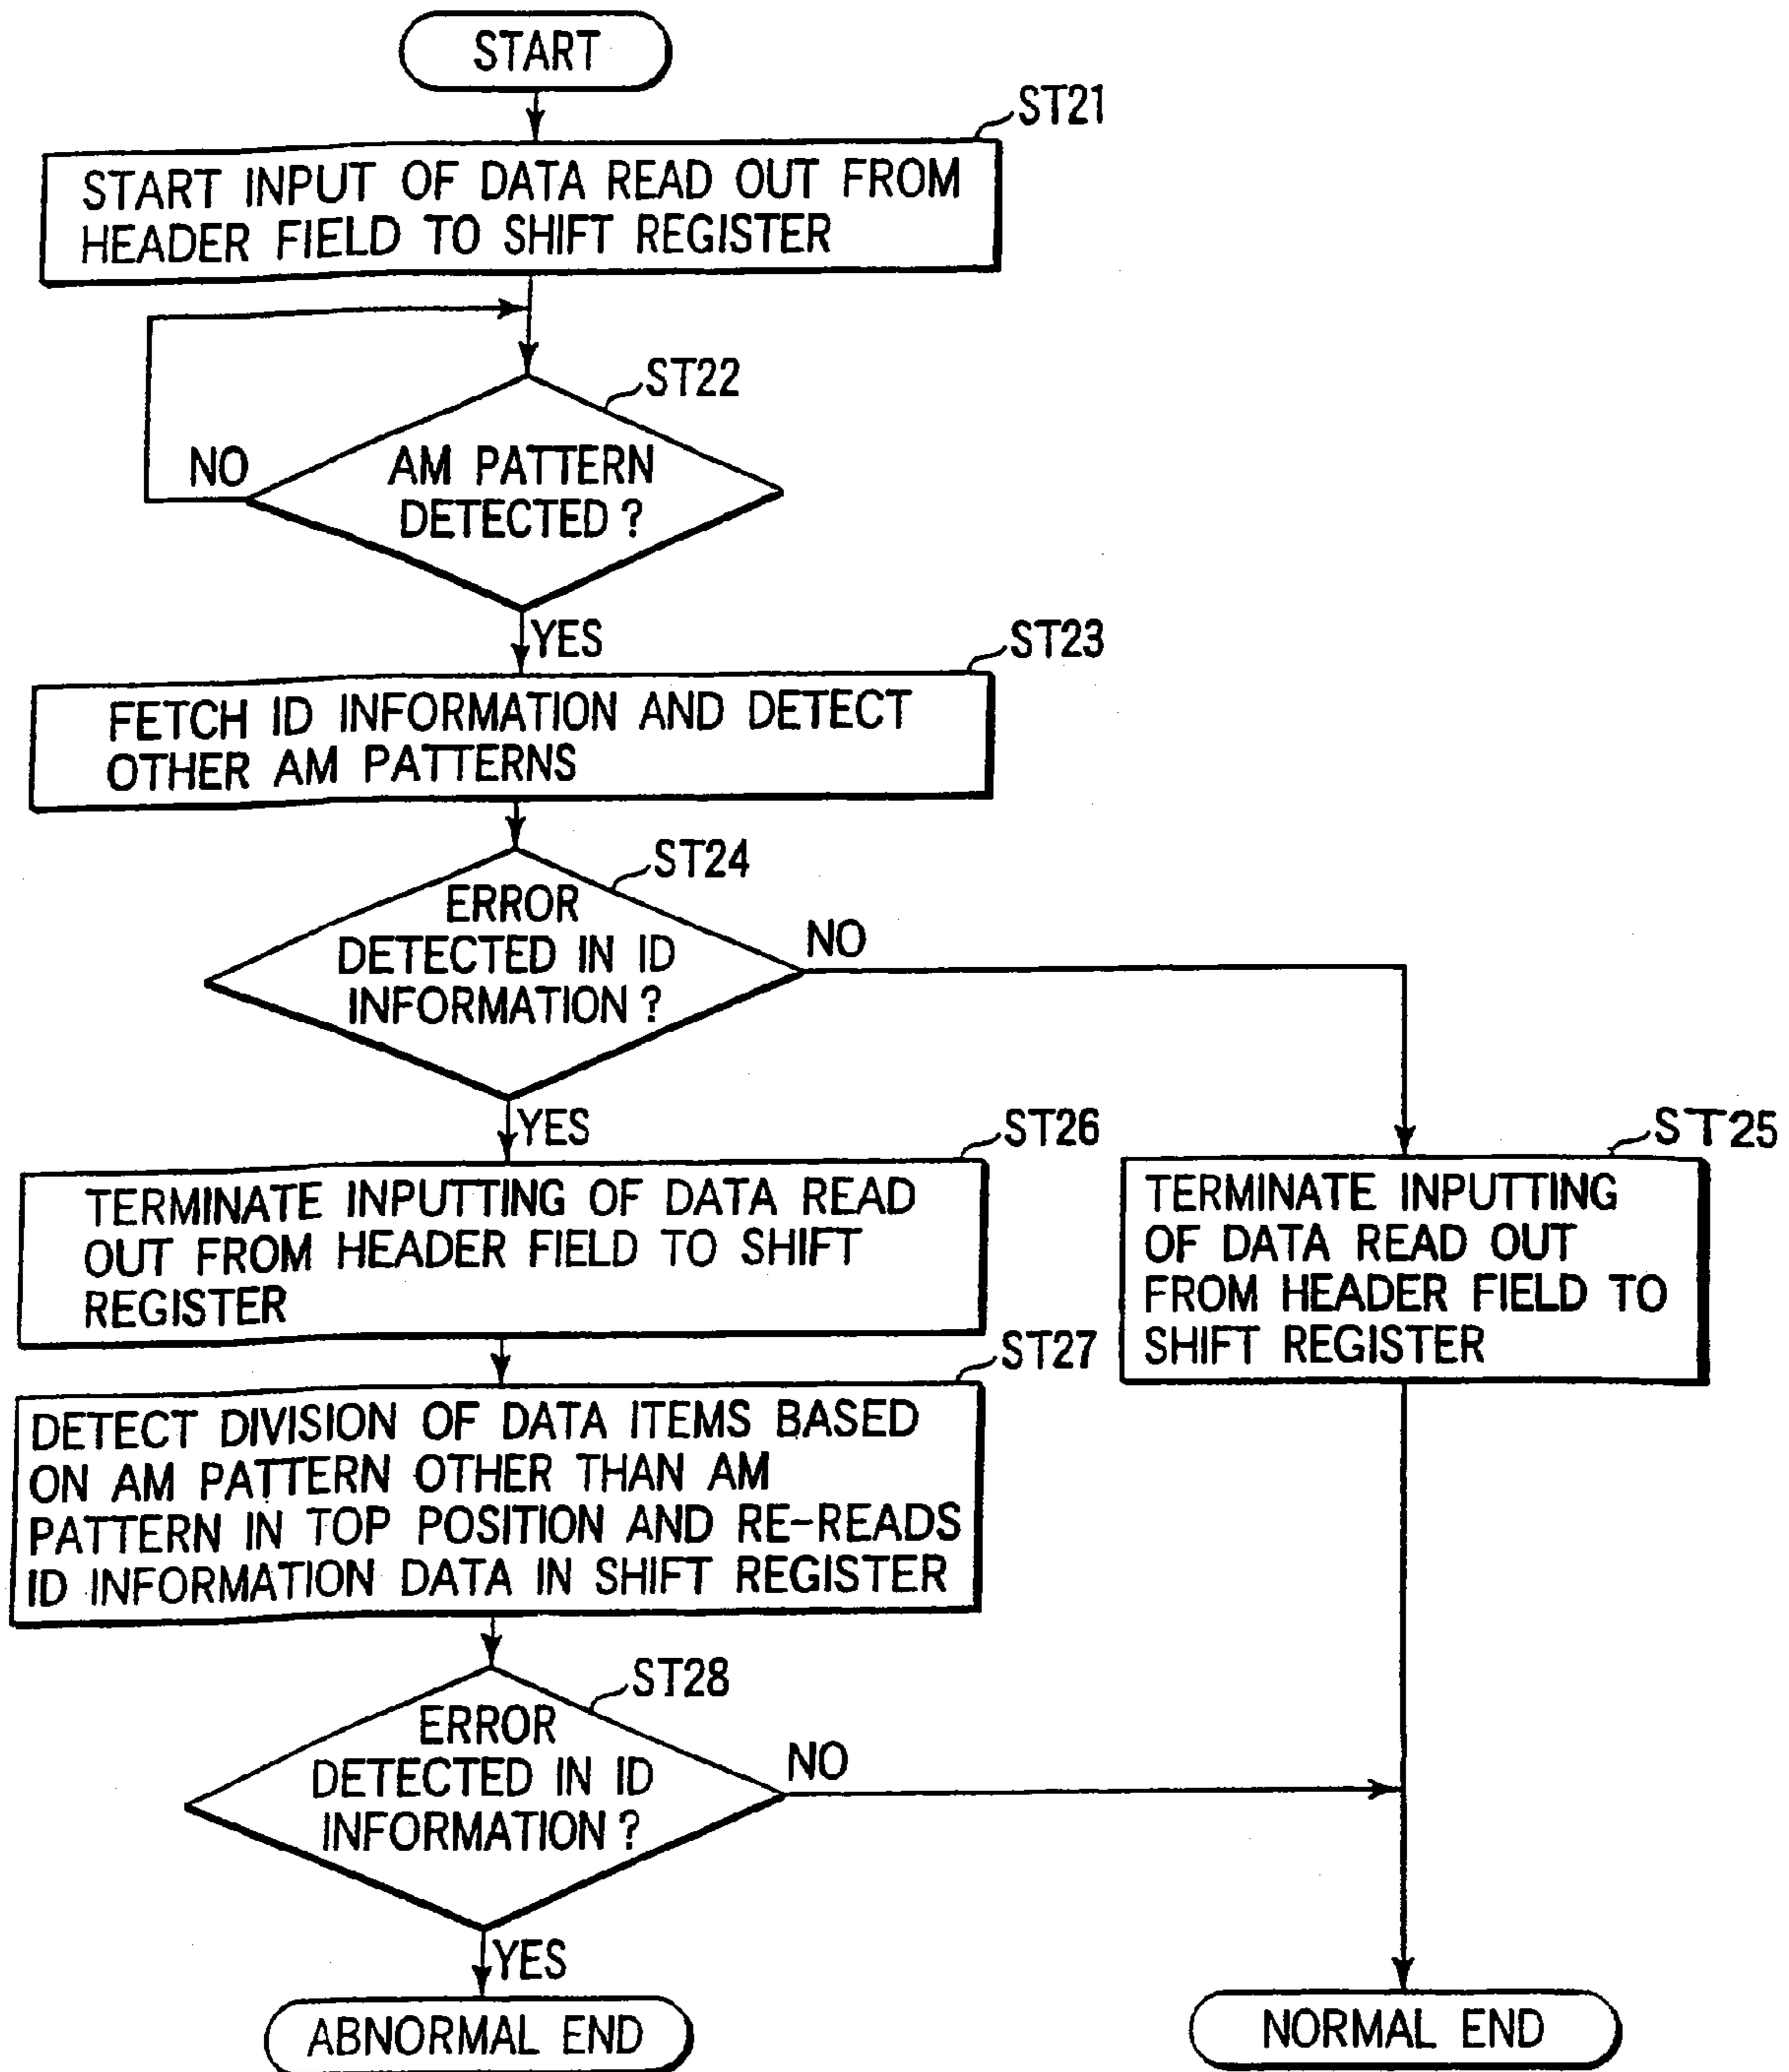 START
ST21
START INPUT OF DATA READ OUT FROM
HEADER FIELD TO SHIFT REGISTER
ST22
NO
AM PATTERN
DETECTED?
YES
ST23
FETCH ID INFORMATION AND DETECT
OTHER AM PATTERNS
ST24
ERROR
DETECTED IN ID
INFORMATION?
NO
YES
ST26
TERMINATE INPUTTING OF DATA READ
OUT FROM HEADER FIELD TO SHIFT
REGISTER
ST25
TERMINATE INPUTTING
OF DATA READ OUT
FROM HEADER FIELD TO
SHIFT REGISTER
ST27
DETECT DIVISION OF DATA ITEMS BASED
ON AM PATTERN OTHER THAN AM
PATTERN IN TOP POSITION AND RE-READS
ID INFORMATION DATA IN SHIFT REGISTER
ST28
ERROR
DETECTED IN ID
INFORMATION?
NO
YES
ABNORMAL END
NORMAL END